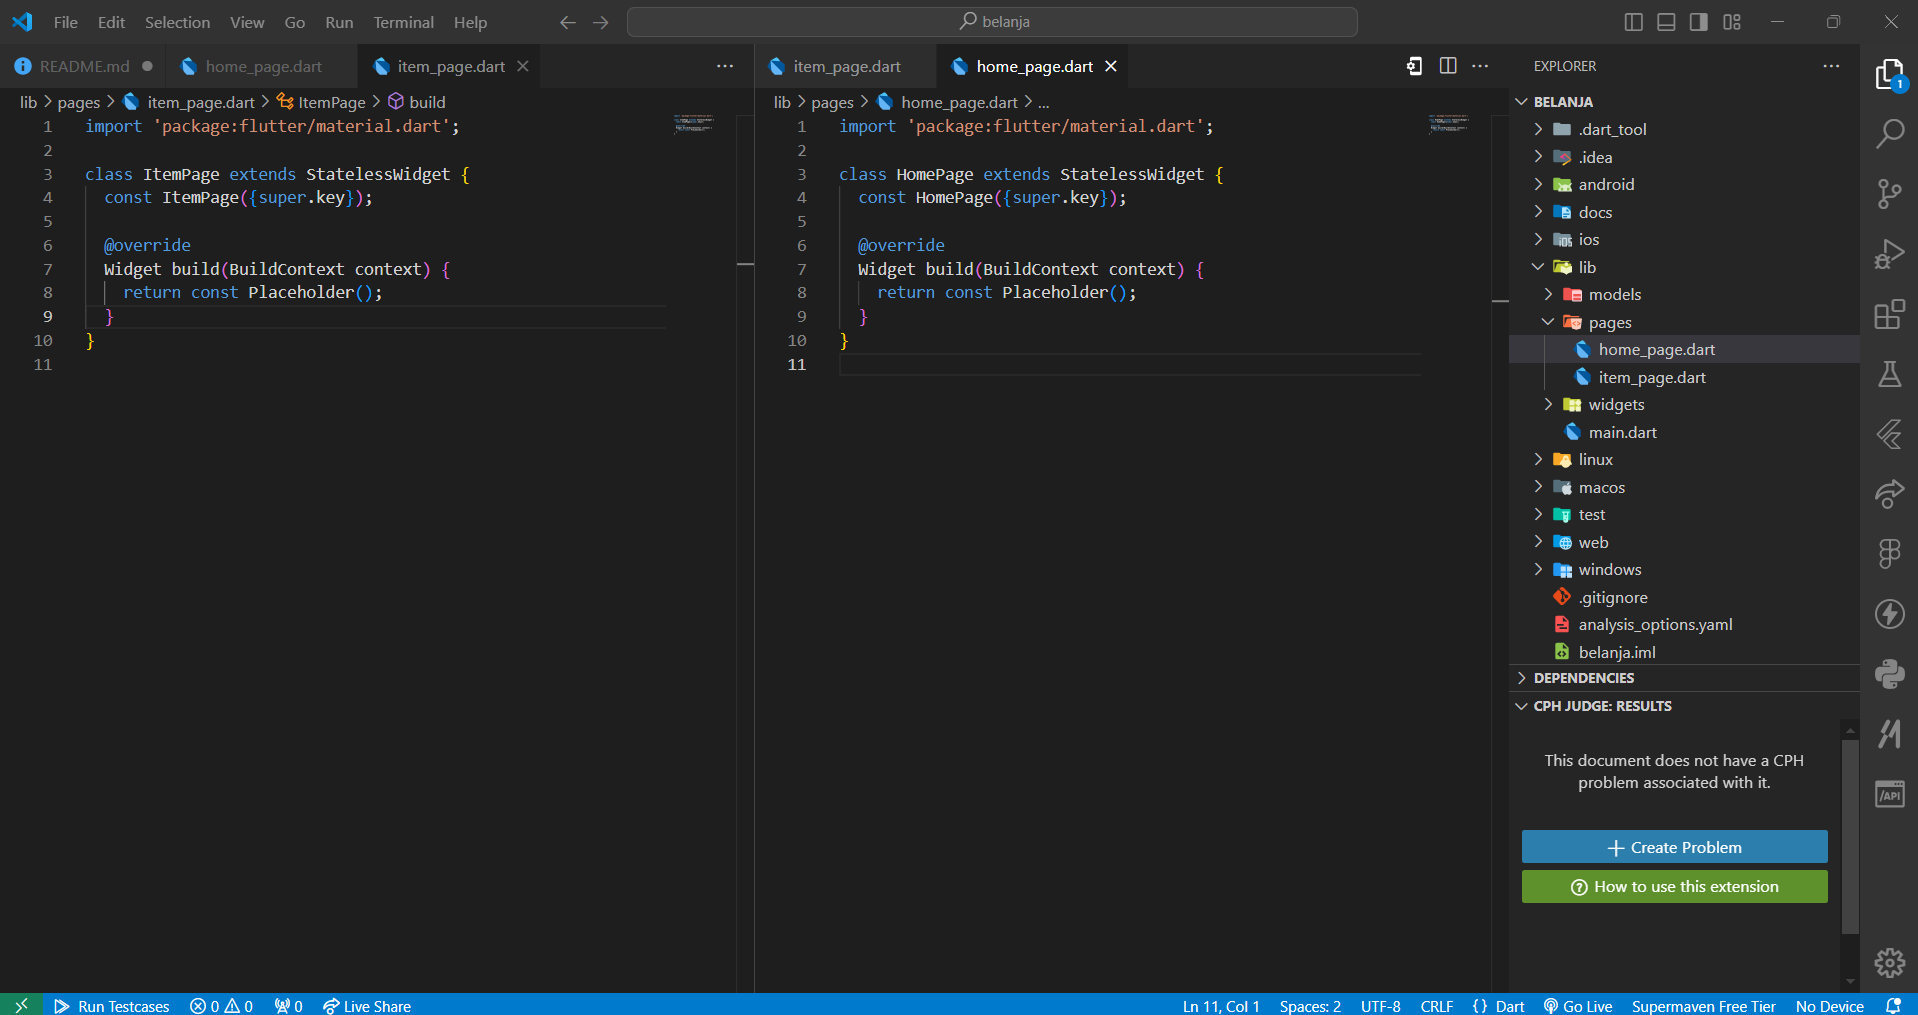 File Edit Selection View Go Run Terminal Help
belanja
README.md home_page.dart item_page.dart
lib > pages > item_page.dart > ItemPage > build
1 import 'package:flutter/material.dart';
2
3 class ItemPage extends StatelessWidget {
4 const ItemPage({super.key});
5
6 @override
7 Widget build(BuildContext context) {
8 return const Placeholder();
9 }
10 }
11
item_page.dart home_page.dart
lib > pages > home_page.dart > ...
1 import 'package:flutter/material.dart';
2
3 class HomePage extends StatelessWidget {
4 const HomePage({super.key});
5
6 @override
7 Widget build(BuildContext context) {
8 return const Placeholder();
9 }
10 }
11
EXPLORER
BELANJA
.dart_tool
.idea
android
docs
ios
lib
models
pages
home_page.dart
item_page.dart
widgets
main.dart
linux
macos
test
web
windows
.gitignore
analysis_options.yaml
belanja.iml
DEPENDENCIES
CPH JUDGE: RESULTS
This document does not have a CPH
problem associated with it.
+ Create Problem
How to use this extension
1
/API
Run Testcases 0 0 0 Live Share
Ln 11, Col 1 Spaces: 2 UTF-8 CRLF {} Dart Go Live Supermaven Free Tier No Device